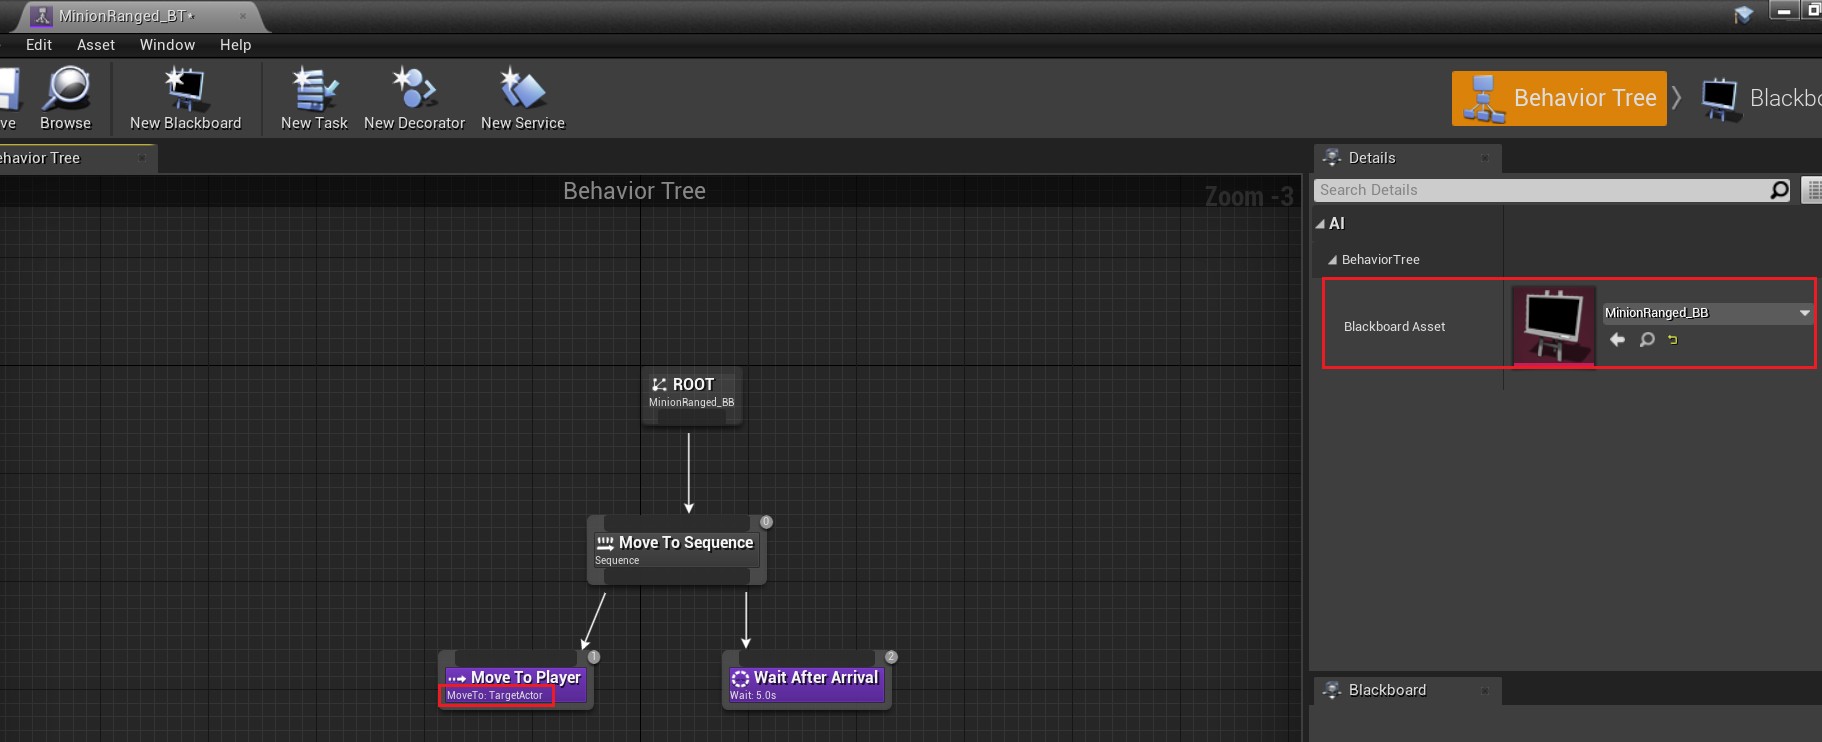 MinionRanged_BT*
Edit Asset Window Help
ve Browse New Blackboard New Task New Decorator New Service
Behavior Tree
Blackbo
ehavior Tree
Details
Behavior Tree
Zoom -3
Search Details
AI
BehaviorTree
Blackboard Asset
MinionRanged_BB
ROOT
MinionRanged_BB
0
Move To Sequence
Sequence
1
Move To Player
MoveTo: TargetActor
2
Wait After Arrival
Wait: 5.0s
Blackboard